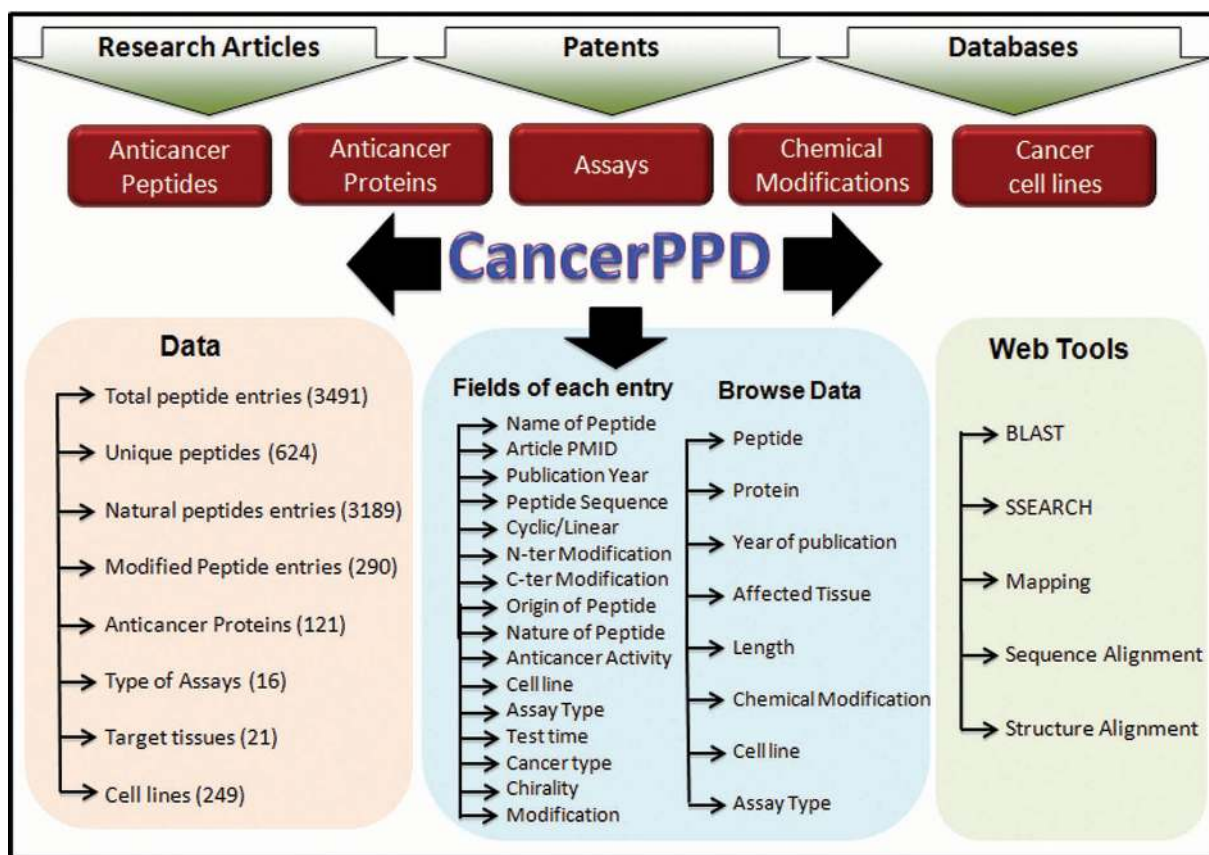 Research Articles
Patents
Databases
Anticancer
Peptides
Anticancer
Proteins
Assays
Chemical
Modifications
Cancer
cell lines
CancerPPD
Data
Total peptide entries (3491)
Unique peptides (624)
Natural peptides entries (3189)
Modified Peptide entries (290)
Anticancer Proteins (121)
Type of Assays (16)
Target tissues (21)
Cell lines (249)
Fields of each entry
Name of Peptide
Article PMID
Publication Year
Peptide Sequence
Cyclic/Linear
N-ter Modification
C-ter Modification
Origin of Peptide
Nature of Peptide
Anticancer Activity
Cell line
Assay Type
Test time
Cancer type
Chirality
Modification
Browse Data
Peptide
Protein
Year of publication
Affected Tissue
Length
Chemical Modification
Cell line
Assay Type
Web Tools
BLAST
SSEARCH
Mapping
Sequence Alignment
Structure Alignment